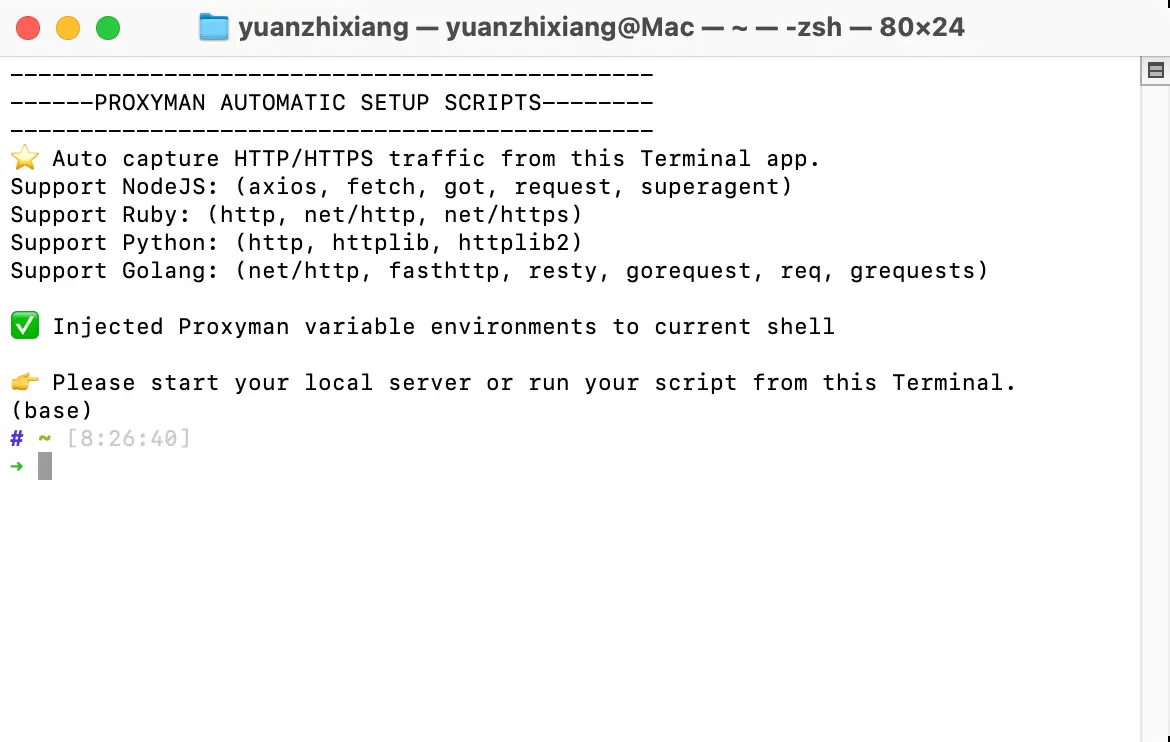 yuanzhixiang — yuanzhixiang@Mac — ~ — -zsh — 80×24
----------------------------------------------
------PROXYMAN AUTOMATIC SETUP SCRIPTS--------
----------------------------------------------
⭐ Auto capture HTTP/HTTPS traffic from this Terminal app.
Support NodeJS: (axios, fetch, got, request, superagent)
Support Ruby: (http, net/http, net/https)
Support Python: (http, httplib, httplib2)
Support Golang: (net/http, fasthttp, resty, gorequest, req, grequests)
✅ Injected Proxyman variable environments to current shell
👉 Please start your local server or run your script from this Terminal.
(base)
# ~ [8:26:40]
→